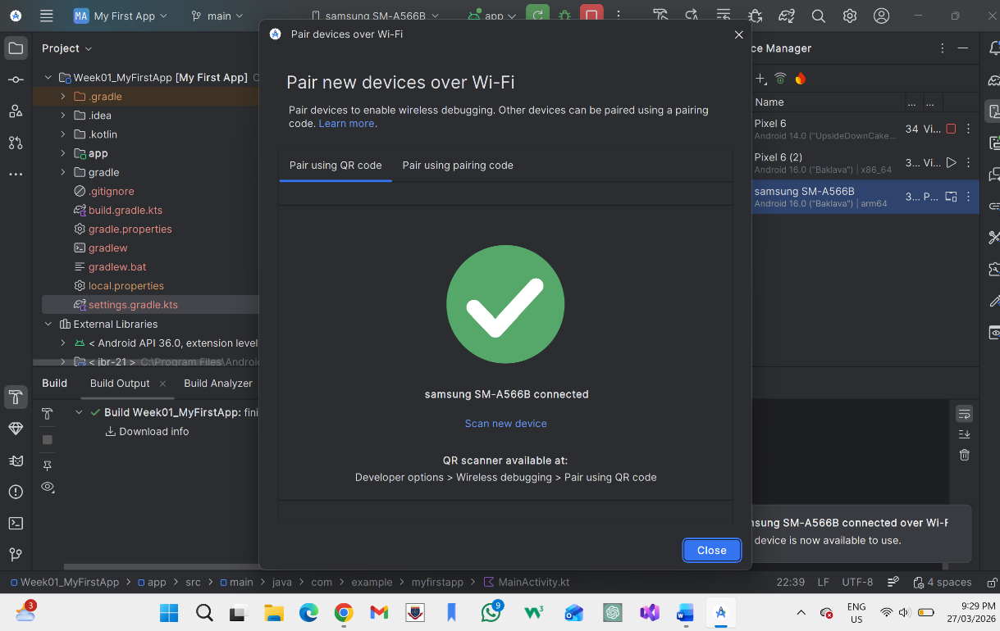 MA My First App
main
samsung SM-A566B
app
Project
Week01_MyFirstApp [My First App]
.gradle
.idea
.kotlin
app
gradle
.gitignore
build.gradle.kts
gradle.properties
gradlew
gradlew.bat
local.properties
settings.gradle.kts
External Libraries
< Android API 36.0, extension level
< jbr-21 > C:\Program Files\Androi
Pair devices over Wi-Fi
Pair new devices over Wi-Fi
Pair devices to enable wireless debugging. Other devices can be paired using a pairing
code. Learn more.
Pair using QR code
Pair using pairing code
samsung SM-A566B connected
Scan new device
QR scanner available at:
Developer options > Wireless debugging > Pair using QR code
Close
ce Manager
Name
... ...
Pixel 6
Android 14.0 ("UpsideDownCake...
34 Vi...
Pixel 6 (2)
Android 16.0 ("Baklava") | x86_64
3... Vi...
samsung SM-A566B
Android 16.0 ("Baklava") | arm64
3... P...
Build
Build Output
Build Analyzer
Build Week01_MyFirstApp: fini
Download info
nsung SM-A566B connected over Wi-F
device is now available to use.
Week01_MyFirstApp > app > src > main > java > com > example > myfirstapp > MainActivity.kt
22:39
LF
UTF-8
4 spaces
3
9
W3
ENG
US
9:29 PM
27/03/2026